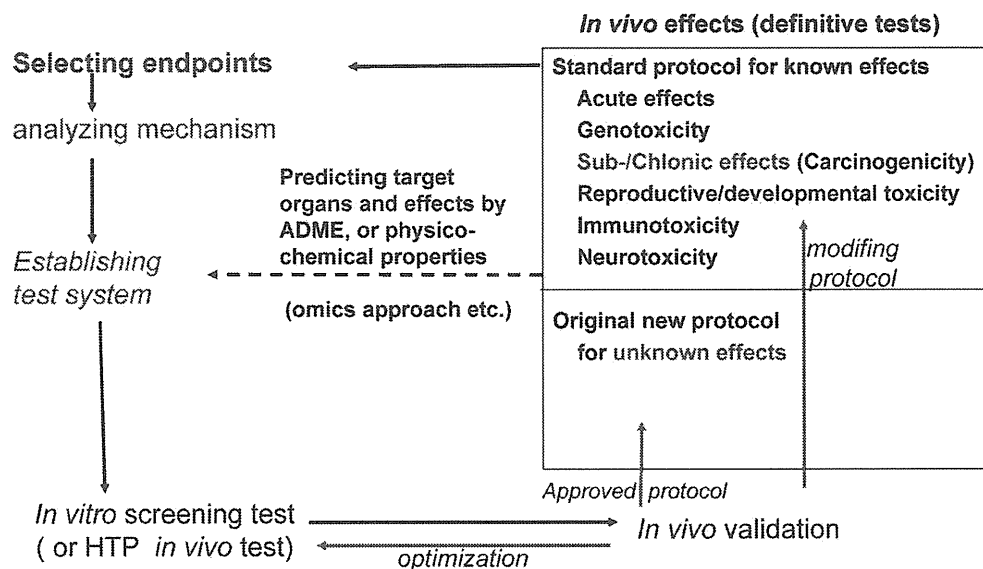 In vivo effects (definitive tests)
Selecting endpoints
Standard protocol for known effects
Acute effects
analyzing mechanism
Genotoxicity
Sub-/Chlonic effects (Carcinogenicity)
Reproductive/developmental toxicity
Immunotoxicity
Neurotoxicity
Predicting target
organs and effects by
ADME, or physico-
chemical properties
(omics approach etc.)
modifing
protocol
Establishing
test system
Original new protocol
for unknown effects
Approved protocol
In vitro screening test
( or HTP in vivo test)
In vivo validation
optimization